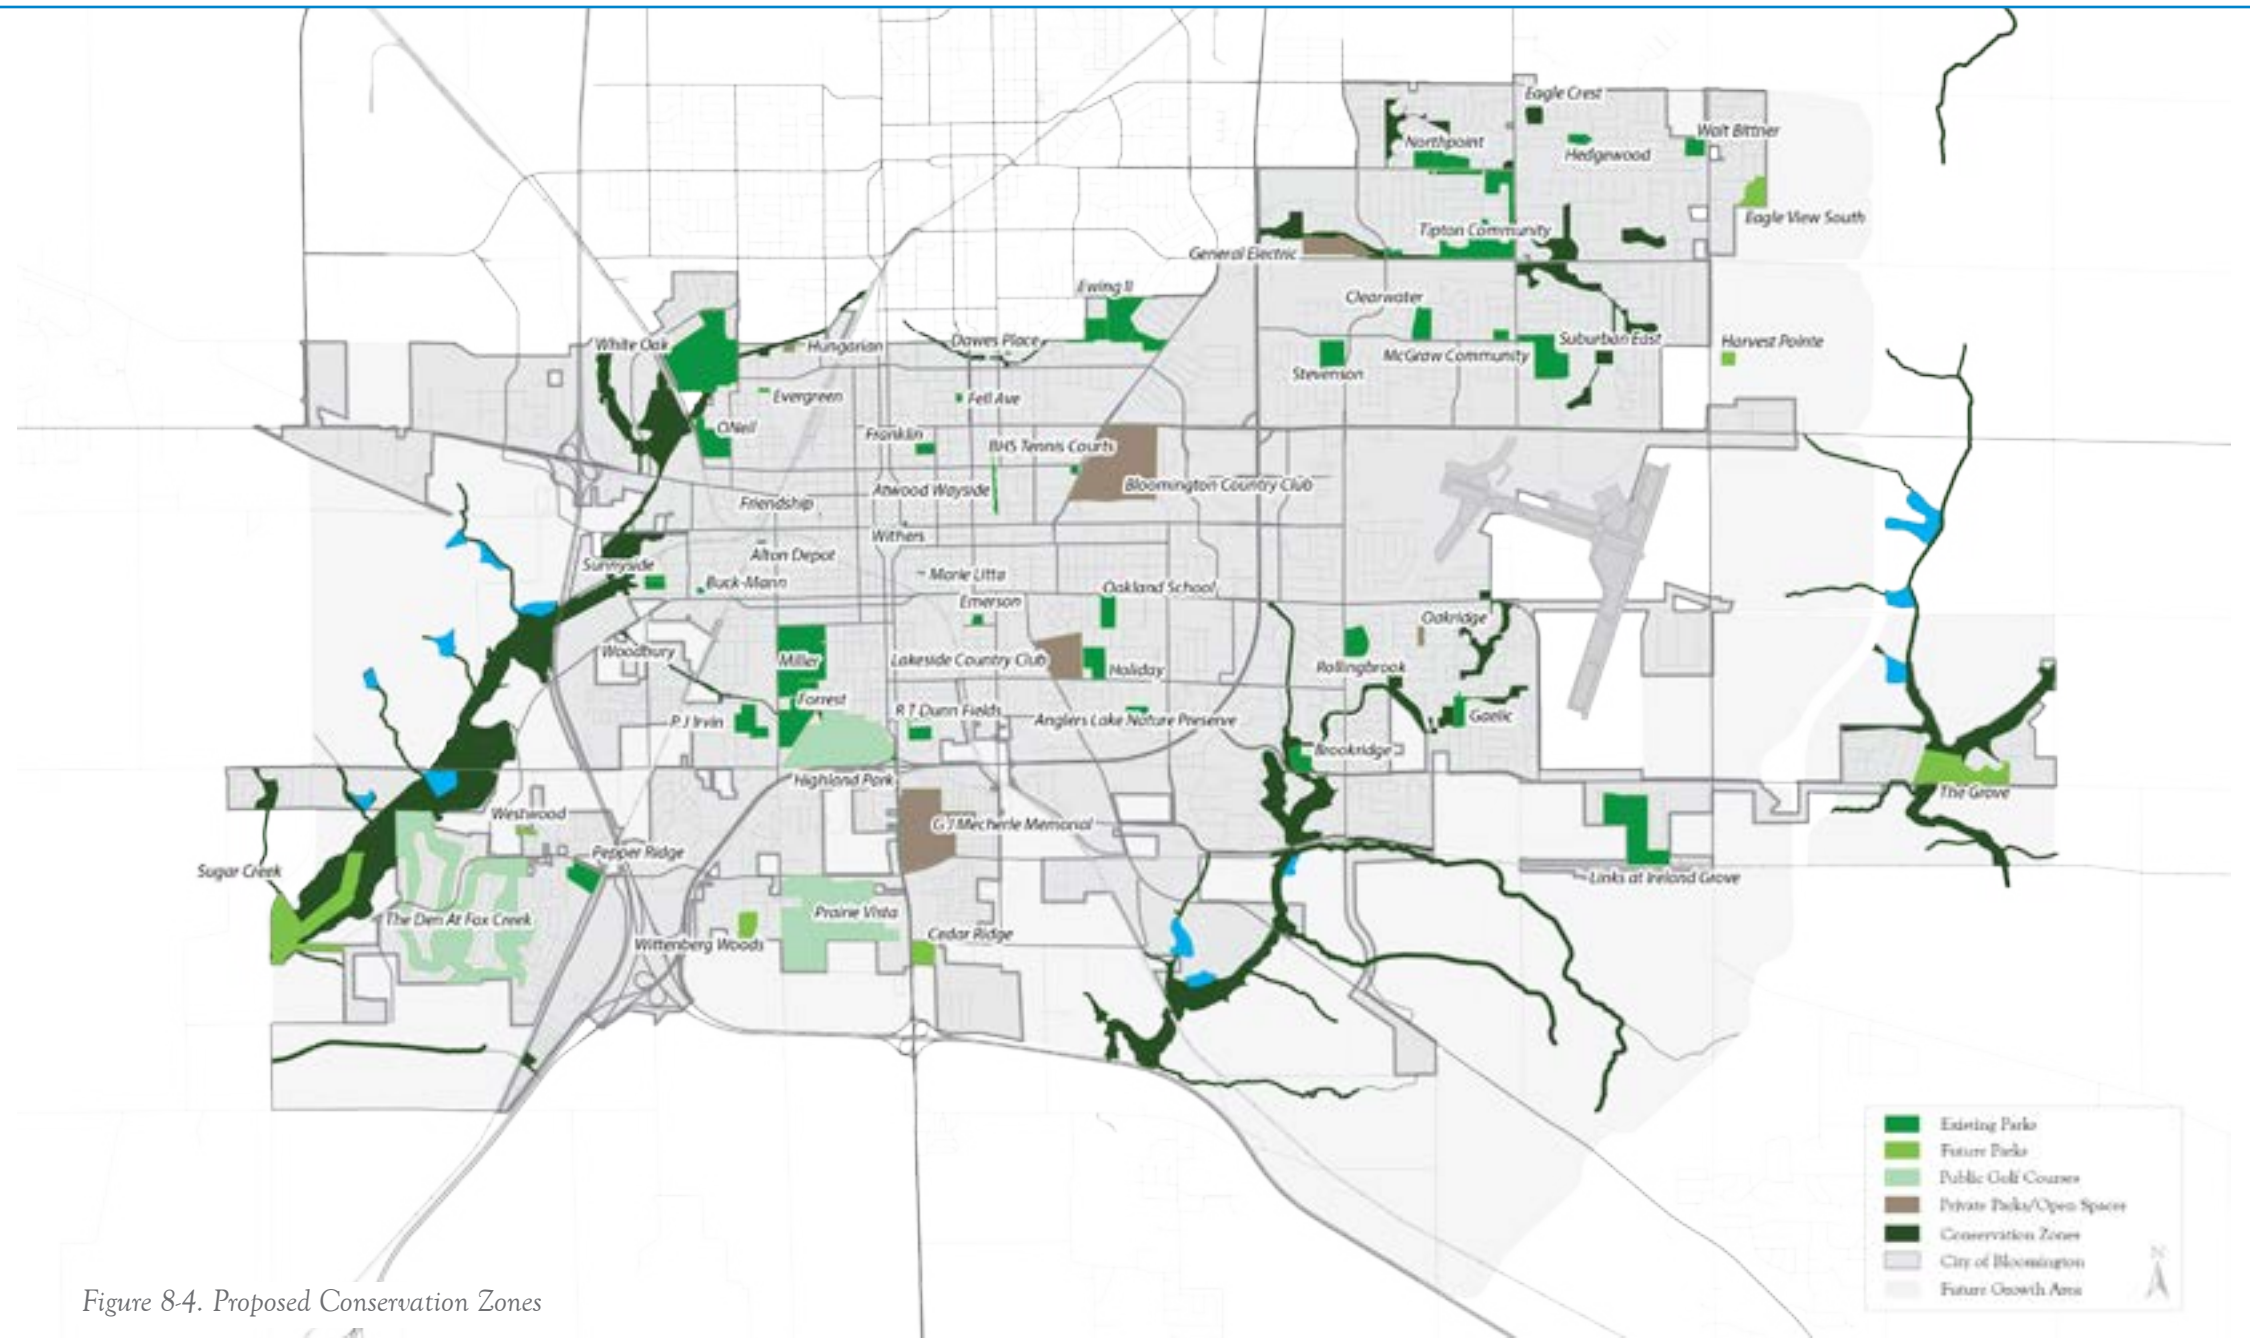 Eagle Crest
Walt Bittner
Northpoint
Hedgewood
Eagle View South
Tipton Community
General Electric
Ewing II
Clearwater
White Oak
Hungarian
Dawes Place
Suburban East
Harvest Pointe
McGraw Community
Stevenson
Evergreen
Fell Ave
ONeil
Franklin
BHS Tennis Courts
Bloomington Country Club
Atwood Wayside
Friendship
Withers
Alton Depot
Sunnyside
Buck-Mann
Marie Litta
Oakland School
Emerson
Oakridge
Woodbury
Miller
Lakeside Country Club
Holiday
Rollingbrook
Forrest
P J Irvin
R T Dunn Fields
Anglers Lake Nature Preserve
Gaelic
Brookridge
Highland Park
The Grove
Westwood
G J Mecherle Memorial
Pepper Ridge
Sugar Creek
Links at Ireland Grove
The Den At Fox Creek
Prairie Vista
Wittenberg Woods
Cedar Ridge
Existing Parks
Future Parks
Public Golf Courses
Private Parks/Open Spaces
Conservation Zones
City of Bloomington
Future Growth Area
N
Figure 8-4. Proposed Conservation Zones